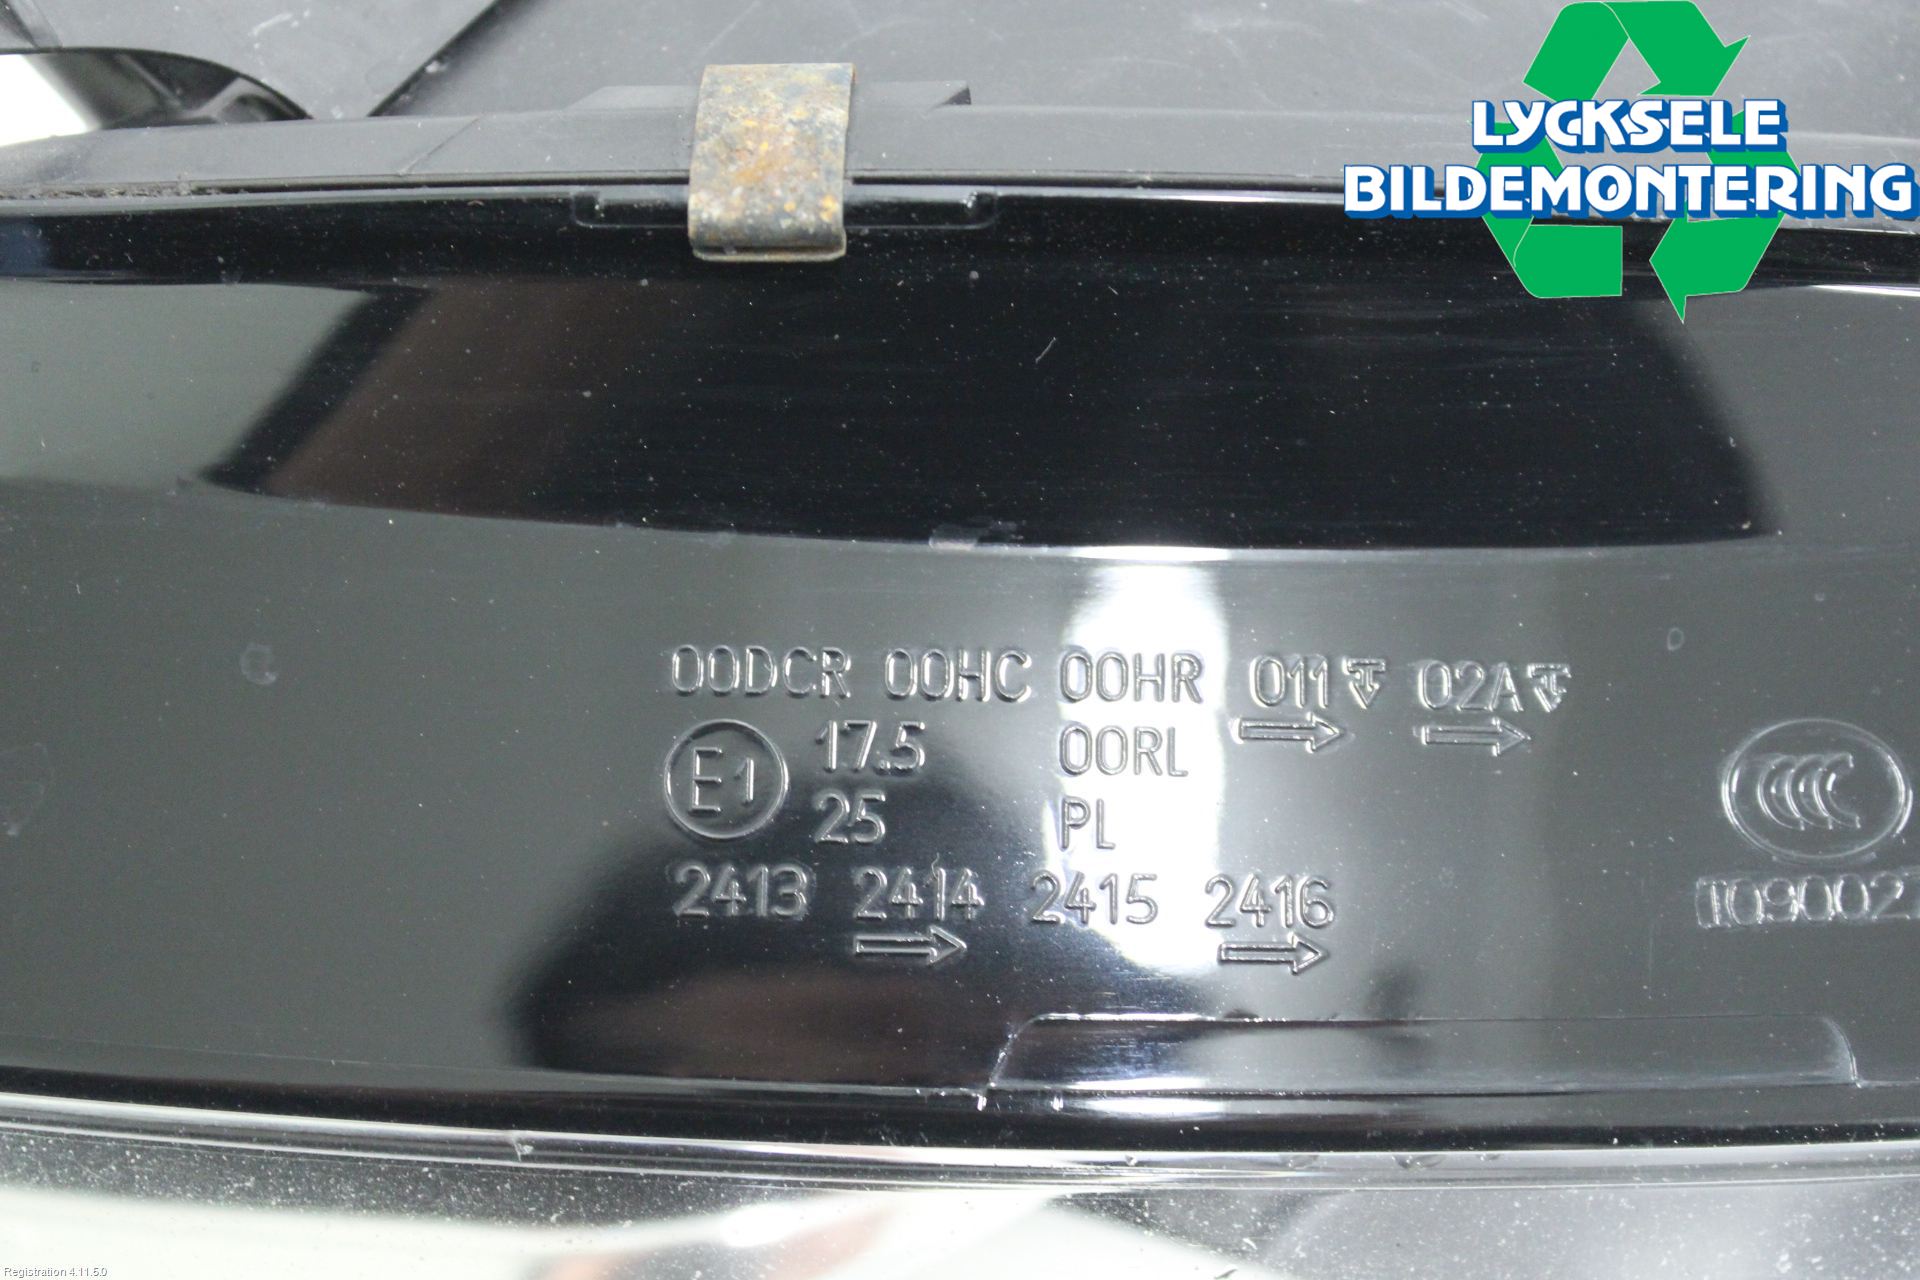 LYCKSELE
BILDEMONTERING
00DCR 00HC 00HR 011 02A
E1 17.5 00RL
25 PL
2413 2414 2415 2416
CCC
Registration 4.11.5.0